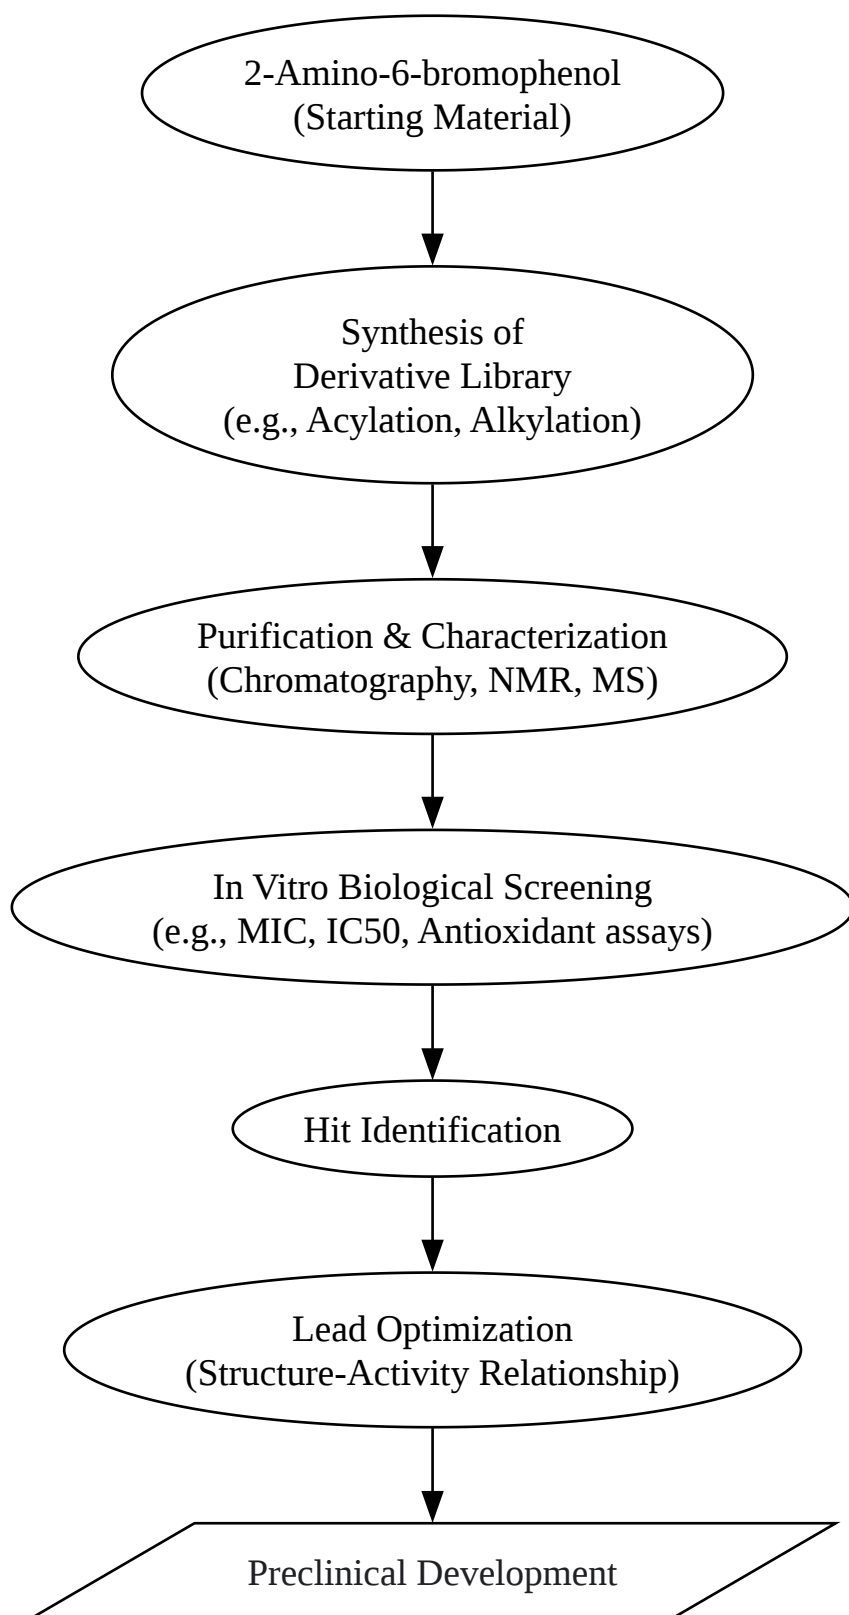 2-Amino-6-bromophenol
(Starting Material)
Synthesis of
Derivative Library
(e.g., Acylation, Alkylation)
Purification & Characterization
(Chromatography, NMR, MS)
In Vitro Biological Screening
(e.g., MIC, IC50, Antioxidant assays)
Hit Identification
Lead Optimization
(Structure-Activity Relationship)
Preclinical Development